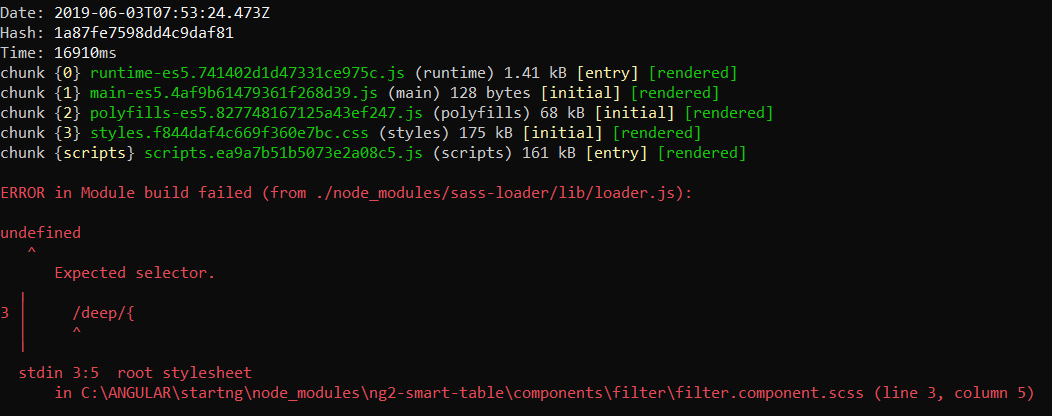 Date: 2019-06-03T07:53:24.473Z
Hash: 1a87fe7598dd4c9daf81
Time: 16910ms
chunk {0} runtime-es5.741402d1d47331ce975c.js (runtime) 1.41 kB [entry] [rendered]
chunk {1} main-es5.4af9b61479361f268d39.js (main) 128 bytes [initial] [rendered]
chunk {2} polyfills-es5.827748167125a43ef247.js (polyfills) 68 kB [initial] [rendered]
chunk {3} styles.f844daf4c669f360e7bc.css (styles) 175 kB [initial] [rendered]
chunk {scripts} scripts.ea9a7b51b5073e2a08c5.js (scripts) 161 kB [entry] [rendered]
ERROR in Module build failed (from ./node_modules/sass-loader/lib/loader.js):
undefined
^
Expected selector.
╷
3 │ /deep/{
│ ^
╵
stdin 3:5 root stylesheet
in C:\ANGULAR\startng\node_modules\ng2-smart-table\components\filter\filter.component.scss (line 3, column 5)